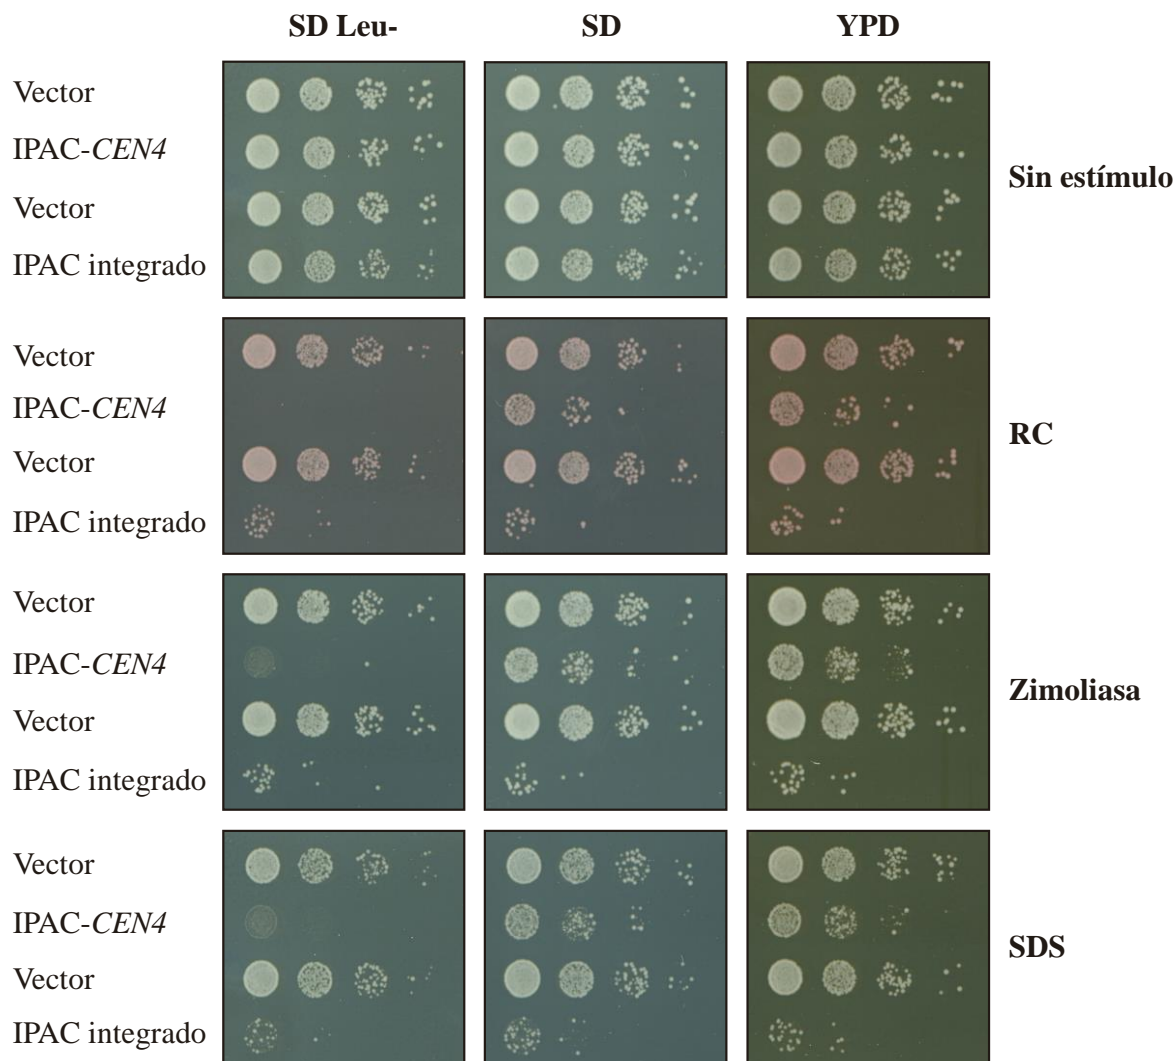 SD Leu- SD YPD
Vector
IPAC-CEN4
Vector
IPAC integrado
Sin estímulo
Vector
IPAC-CEN4
Vector
IPAC integrado
RC
Vector
IPAC-CEN4
Vector
IPAC integrado
Zimoliasa
Vector
IPAC-CEN4
Vector
IPAC integrado
SDS